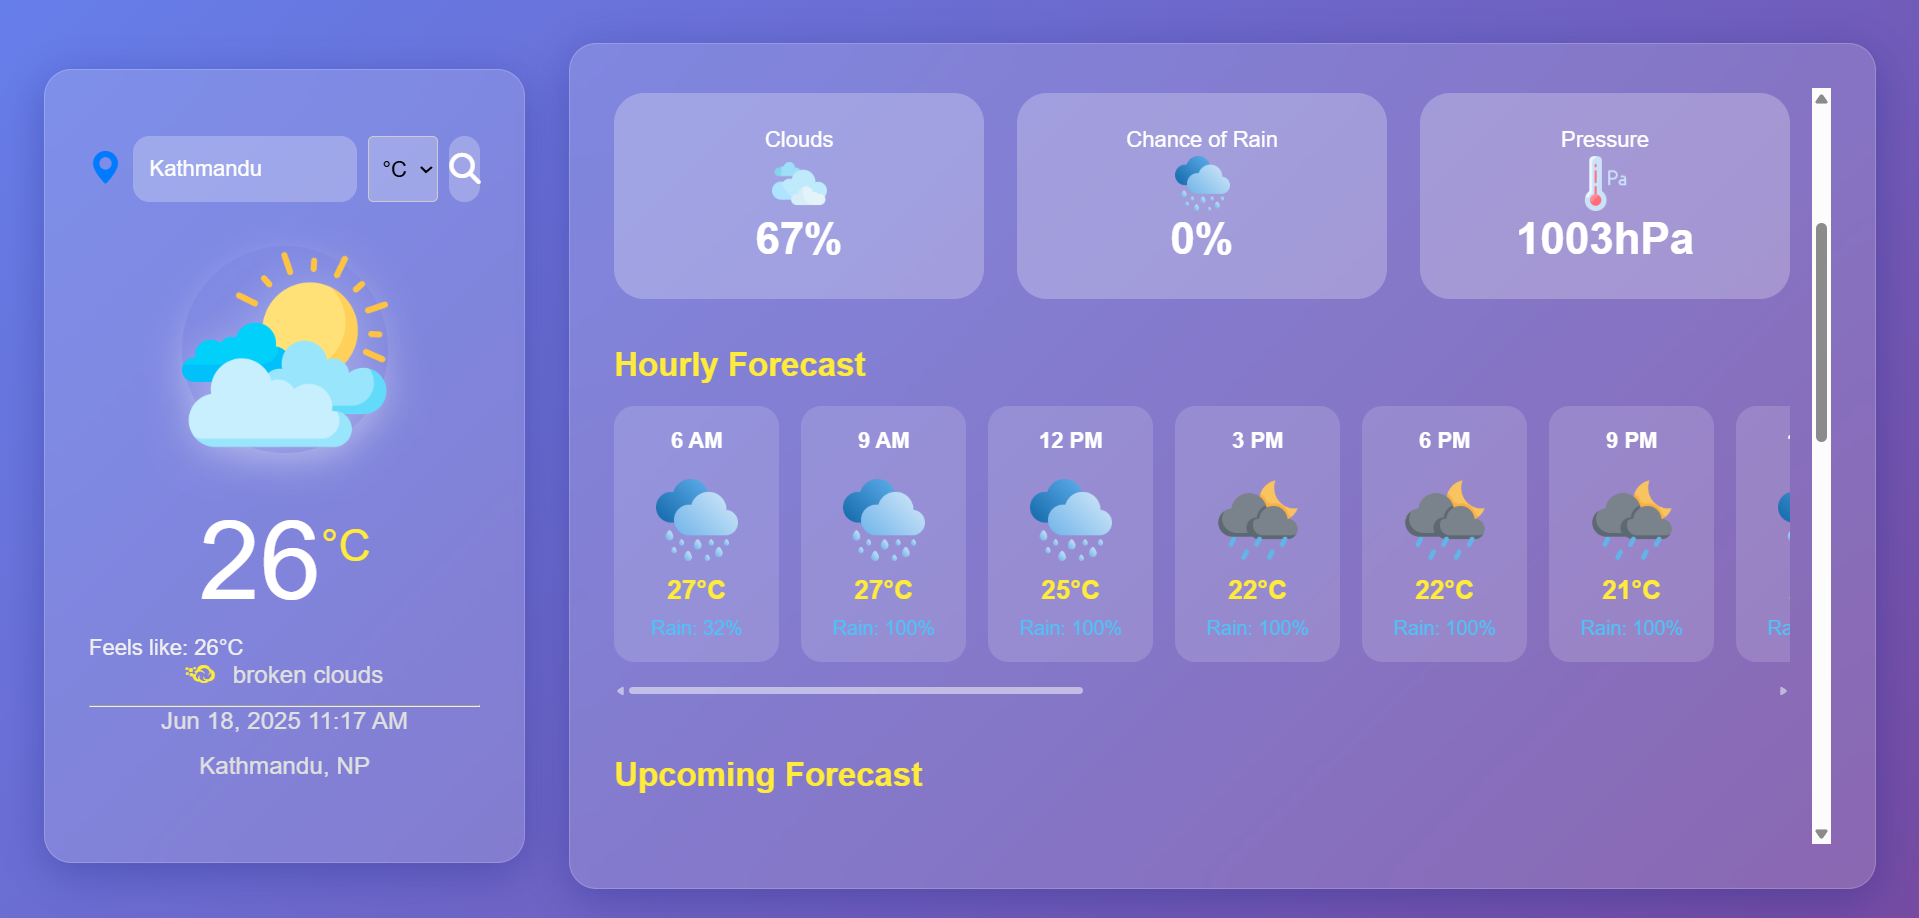 Kathmandu
°C
26°C
Feels like: 26°C
broken clouds
Jun 18, 2025 11:17 AM
Kathmandu, NP
Clouds
67%
Chance of Rain
0%
Pressure
Pa
1003hPa
Hourly Forecast
6 AM
27°C
Rain: 32%
9 AM
27°C
Rain: 100%
12 PM
25°C
Rain: 100%
3 PM
22°C
Rain: 100%
6 PM
22°C
Rain: 100%
9 PM
21°C
Rain: 100%
Upcoming Forecast